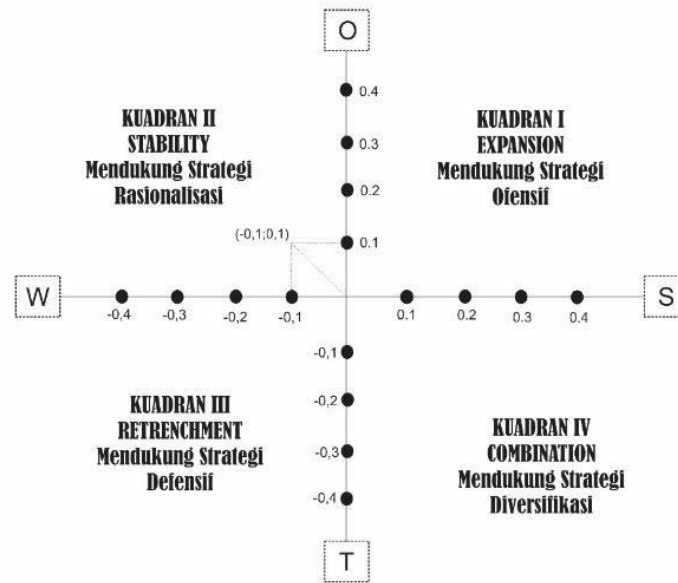 O
0.4
KUADRAN II
STABILITY
Mendukung Strategi
Rasionalisasi
KUADRAN I
EXPANSION
Mendukung Strategi
Ofensif
0.3
0.2
(-0,1;0,1)
0.1
W
S
-0,4
-0,3
-0,2
-0,1
0.1
0.2
0.3
0.4
-0,1
-0,2
-0,3
-0,4
KUADRAN III
RETRENCHMENT
Mendukung Strategi
Defensif
KUADRAN IV
COMBINATION
Mendukung Strategi
Diversifikasi
T